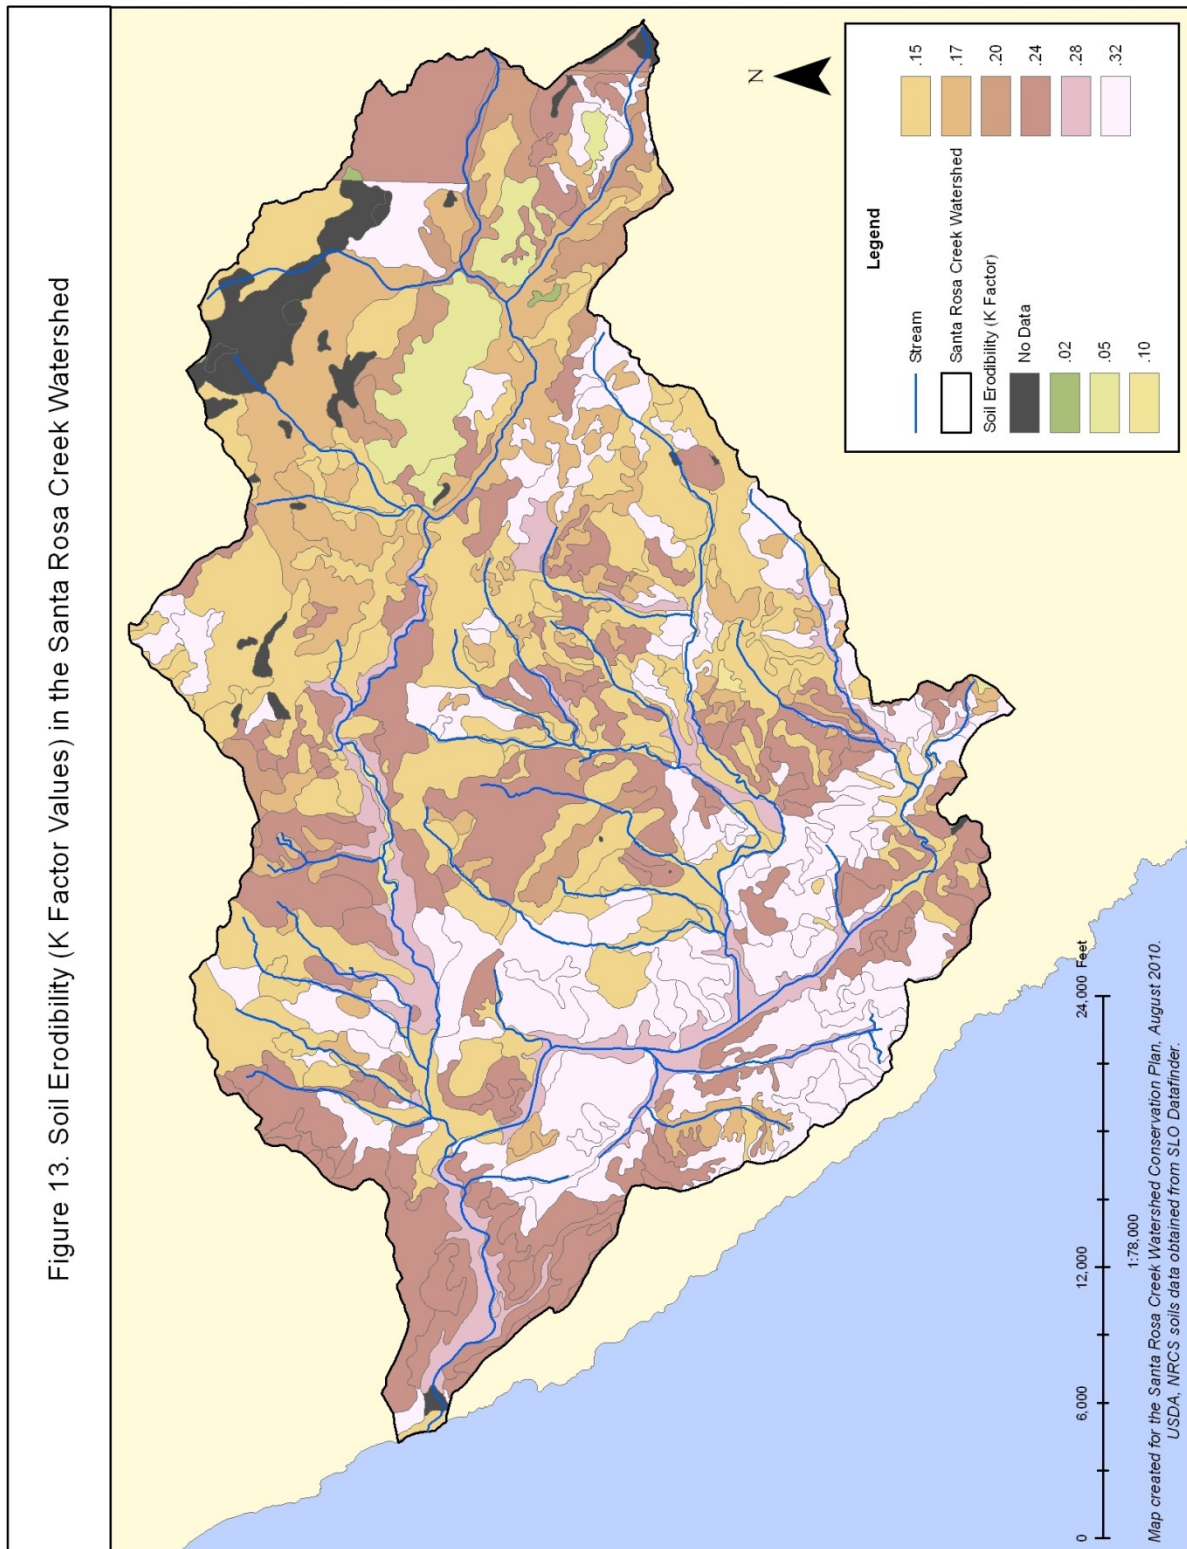 Figure 13. Soil Erodibility (K Factor Values) in the Santa Rosa Creek Watershed
N
Legend
Stream
Santa Rosa Creek Watershed
Soil Erodibility (K Factor)
No Data
.02
.05
.10
.15
.17
.20
.24
.28
.32
0
6,000
12,000
24,000
Feet
1:78,000
Map created for the Santa Rosa Creek Watershed Conservation Plan, August 2010.
USDA, NRCS soils data obtained from SLO Datafinder.